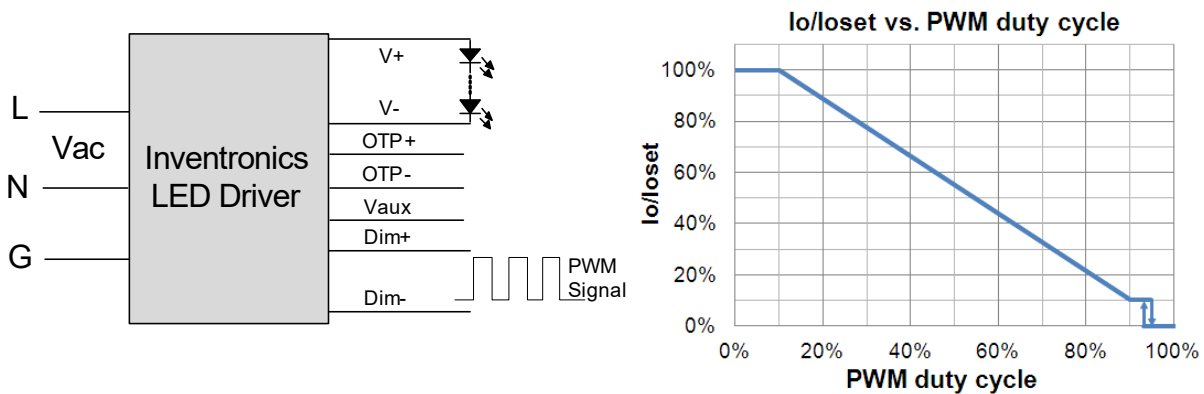 L
Vac
N
G
Inventronics
LED Driver
V+
V-
OTP+
OTP-
Vaux
Dim+
Dim-
PWM
Signal
Io/Ioset vs. PWM duty cycle
Io/Ioset
100%
80%
60%
40%
20%
0%
0% 20% 40% 60% 80% 100%
PWM duty cycle